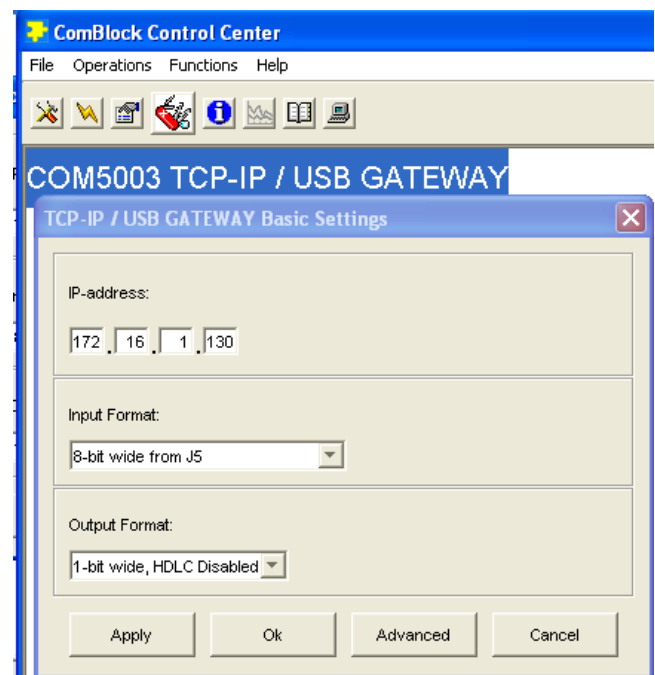 ComBlock Control Center
File Operations Functions Help
COM5003 TCP-IP / USB GATEWAY
TCP-IP / USB GATEWAY Basic Settings
IP-address:
172 . 16 . 1 . 130
Input Format:
8-bit wide from J5
Output Format:
1-bit wide, HDLC Disabled
Apply Ok Advanced Cancel